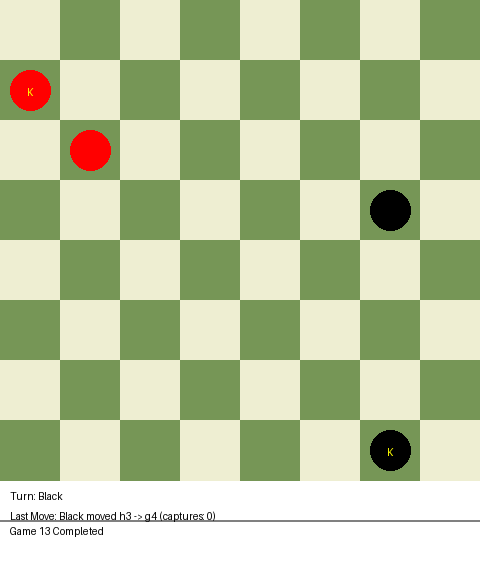 K
K
Turn: Black
Last Move: Black moved h3 -> g4 (captures: 0)
Game 13 Completed